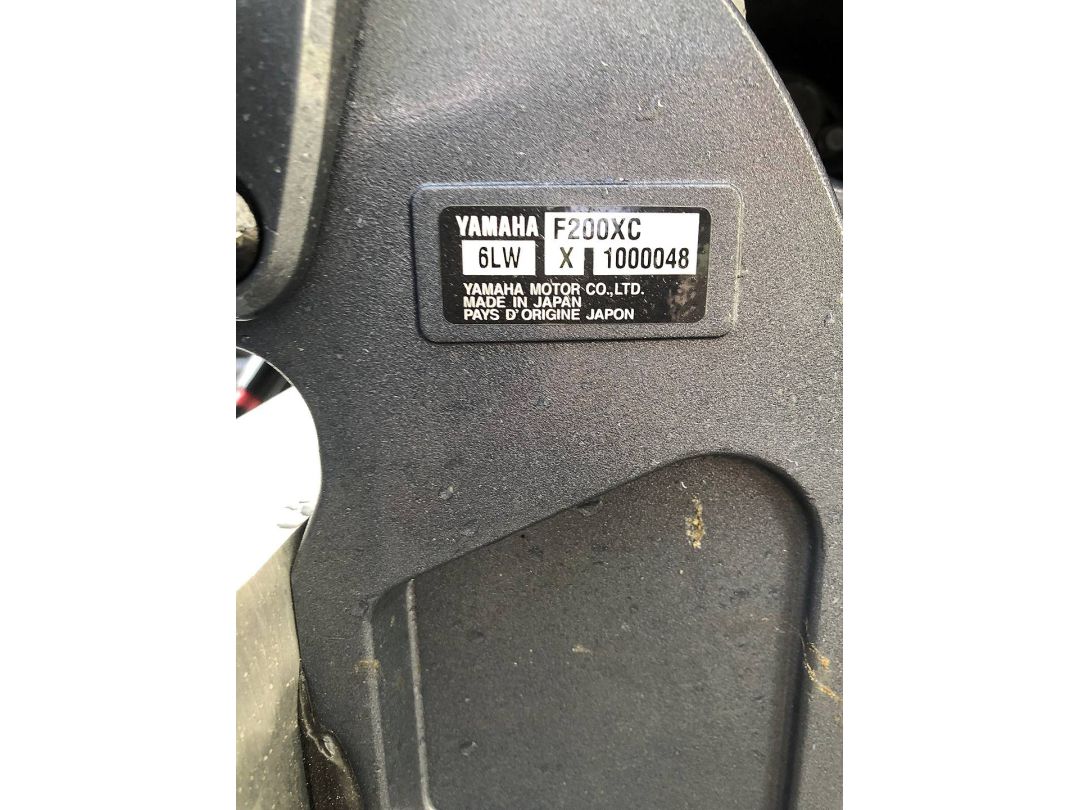 YAMAHA F200XC
6LW X 1000048
YAMAHA MOTOR CO.,LTD.
MADE IN JAPAN
PAYS D'ORIGINE JAPON